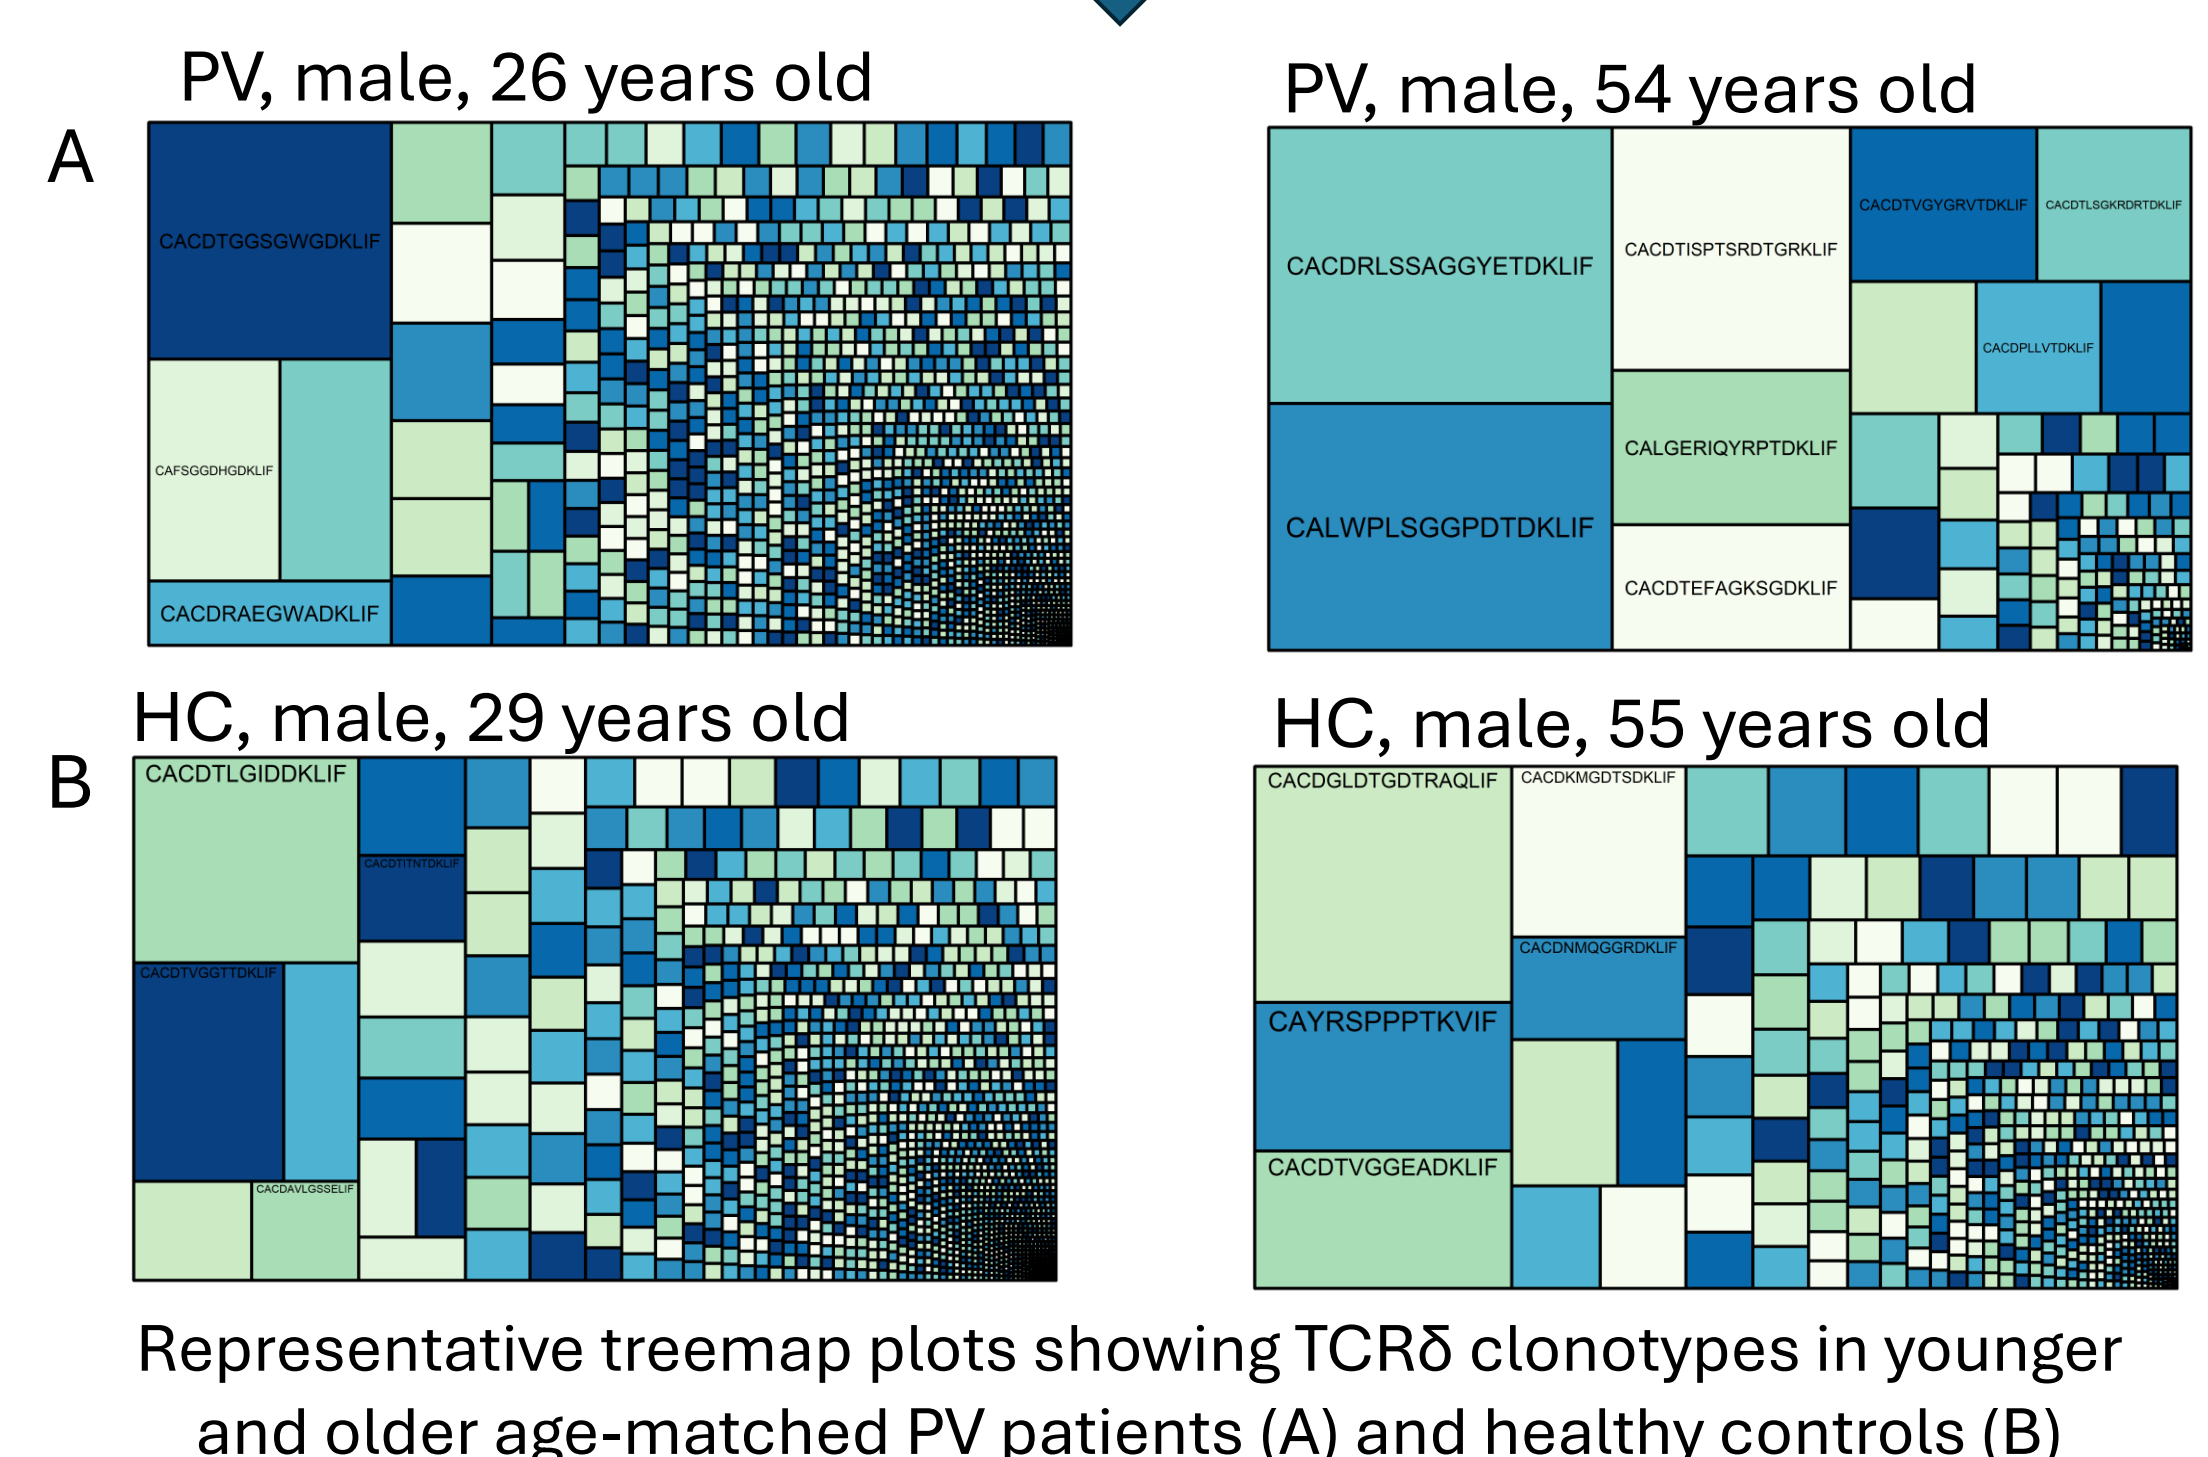 PV, male, 26 years old
PV, male, 54 years old
A
CACDTGGSGWGDKLIF
CAFSGGDHGDKLIF
CACDRAEGWADKLIF
CACDRLSSAGGYETDKLIF
CALWPLSGGPDTDKLIF
CACDTISPTSRDTGRKLIF
CALGERIQYRPTDKLIF
CACDTEFAGKSGDKLIF
CACDTVGYGRVTDKLIF
CACDTLSGKRDRTDKLIF
CACDPLLVTDKLIF
HC, male, 29 years old
HC, male, 55 years old
B
CACDTLGIDDKLIF
CACDTITNTDKLIF
CACDTVGGTTDKLIF
CACDAVLGSSELIF
CACDGLDTGDTRAQLIF
CACDKMGDTSDKLIF
CACDNMQGGRDKLIF
CAYRSPPPTKVIF
CACDTVGGEADKLIF
Representative treemap plots showing TCRδ clonotypes in younger
and older age-matched PV patients (A) and healthy controls (B)